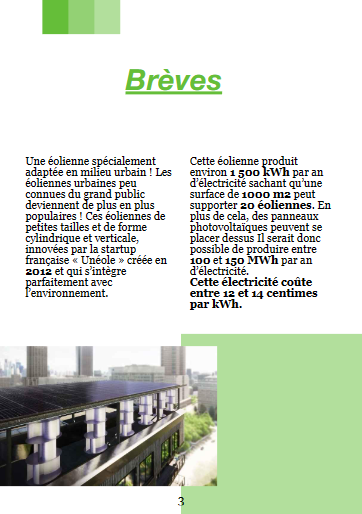 Brèves
Une éolienne spécialement
adaptée en milieu urbain ! Les
éoliennes urbaines peu
connues du grand public
deviennent de plus en plus
populaires ! Ces éoliennes de
petites tailles et de forme
cylindrique et verticale,
innovées par la startup
française « Unéole » créée en
2012 et qui s’intègre
parfaitement avec
l’environnement.
Cette éolienne produit
environ 1 500 kWh par an
d’électricité sachant qu’une
surface de 1000 m2 peut
supporter 20 éoliennes. En
plus de cela, des panneaux
photovoltaïques peuvent se
placer dessus Il serait donc
possible de produire entre
100 et 150 MWh par an
d’électricité.
Cette électricité coûte
entre 12 et 14 centimes
par kWh.
3